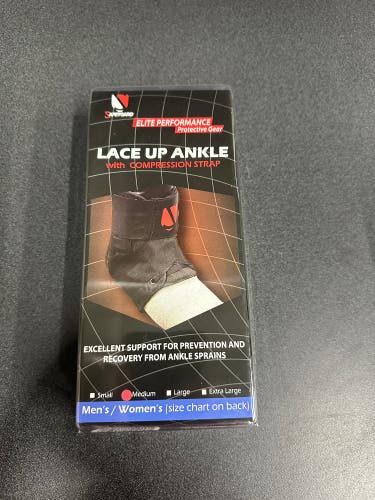 SAFEGUARD
ELITE PERFORMANCE
Protective Gear
LACE UP ANKLE
with COMPRESSION STRAP
EXCELLENT SUPPORT FOR PREVENTION AND
RECOVERY FROM ANKLE SPRAINS
Small Medium Large Extra Large
Men's / Women's (size chart on back)